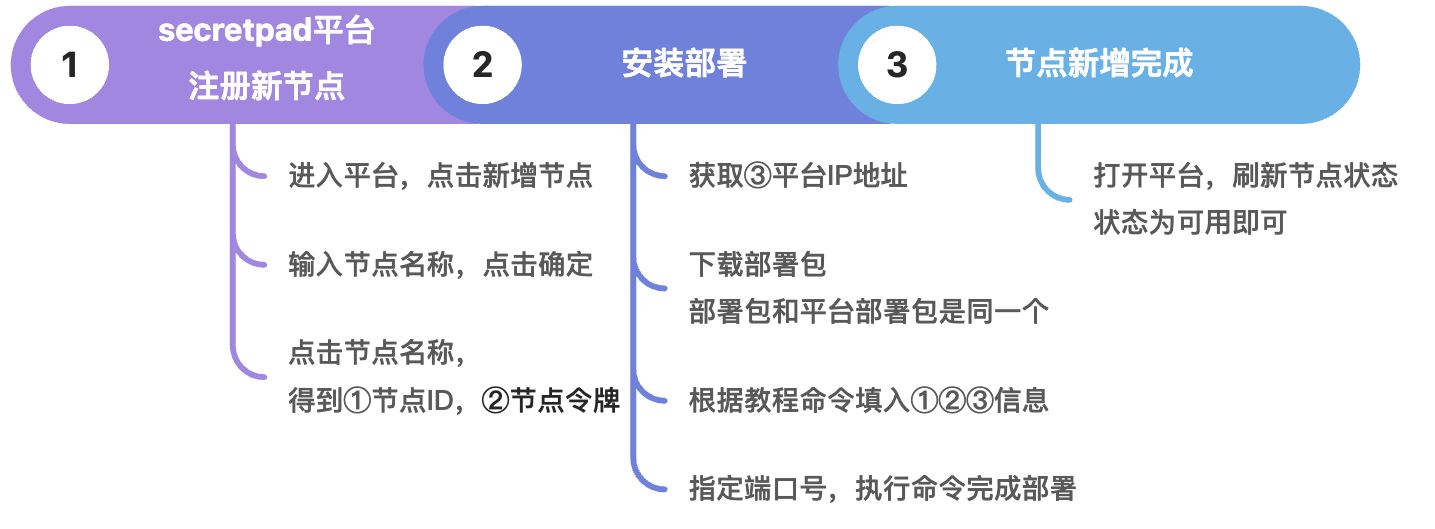 1
secretpad平台
注册新节点
进入平台，点击新增节点
输入节点名称，点击确定
点击节点名称，
得到①节点ID，②节点令牌
2
安装部署
获取③平台IP地址
下载部署包
部署包和平台部署包是同一个
根据教程命令填入①②③信息
指定端口号，执行命令完成部署
3
节点新增完成
打开平台，刷新节点状态
状态为可用即可